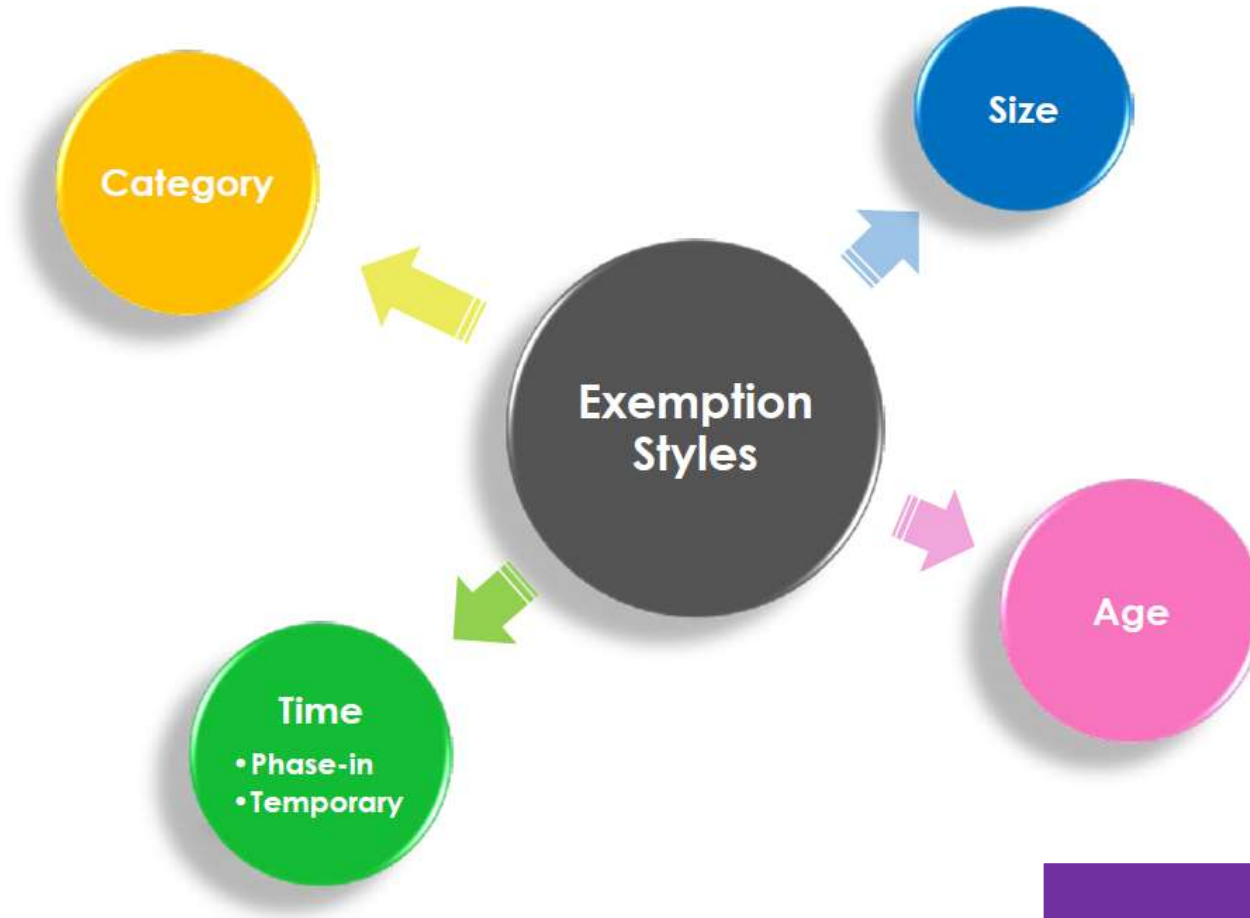 Category
Size
Exemption
Styles
Age
Time
•Phase-in
•Temporary